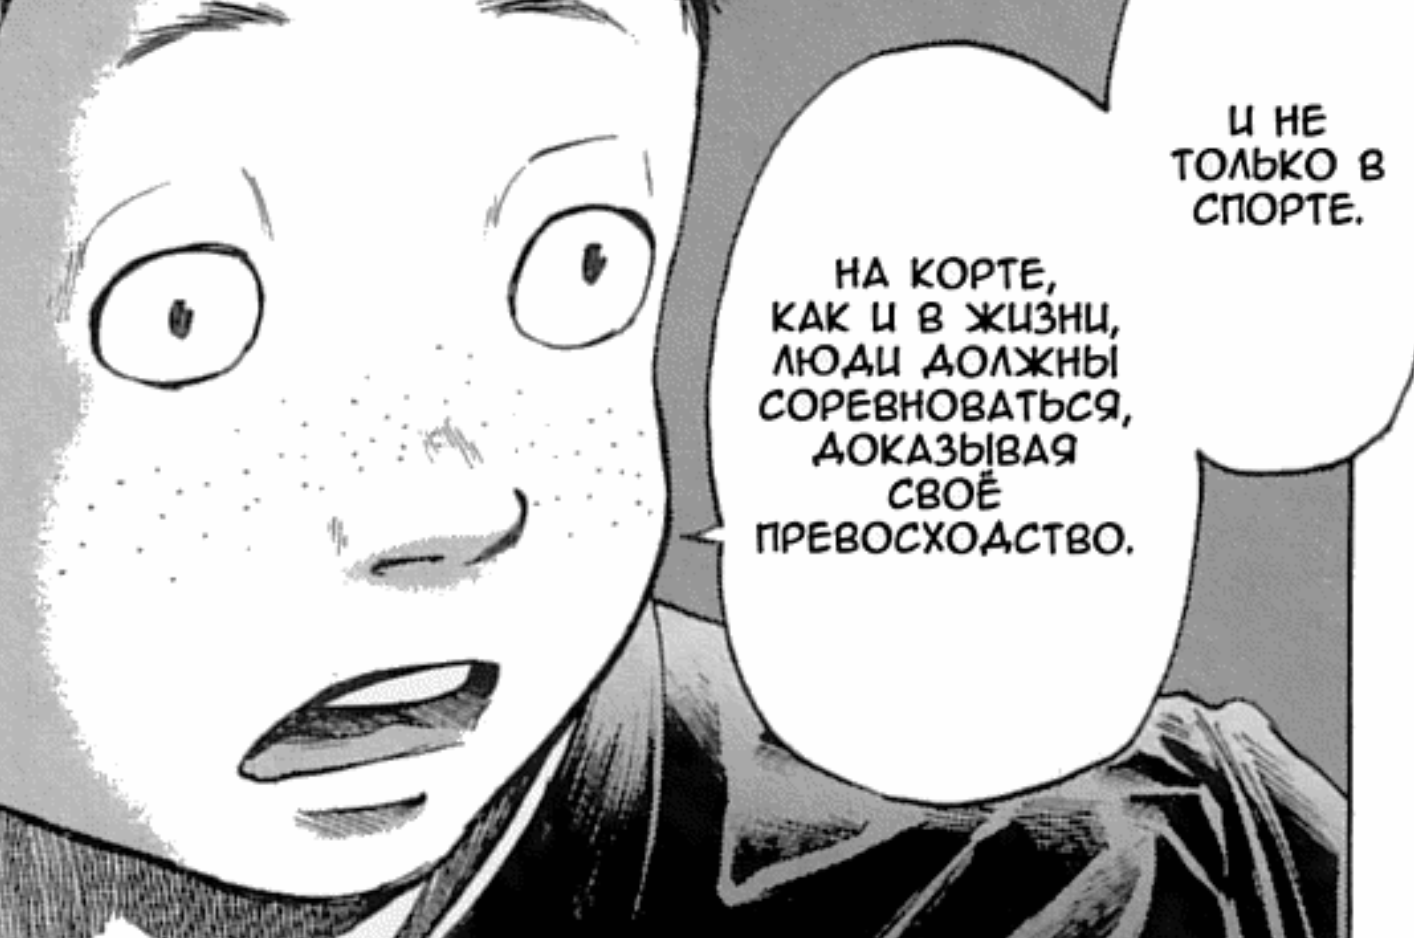 И НЕ
ТОЛЬКО В
СПОРТЕ.
НА КОРТЕ,
КАК И В ЖИЗНИ,
ЛЮДИ ДОЛЖНЫ
СОРЕВНОВАТЬСЯ,
ДОКАЗЫВАЯ
СВОЁ
ПРЕВОСХОДСТВО.